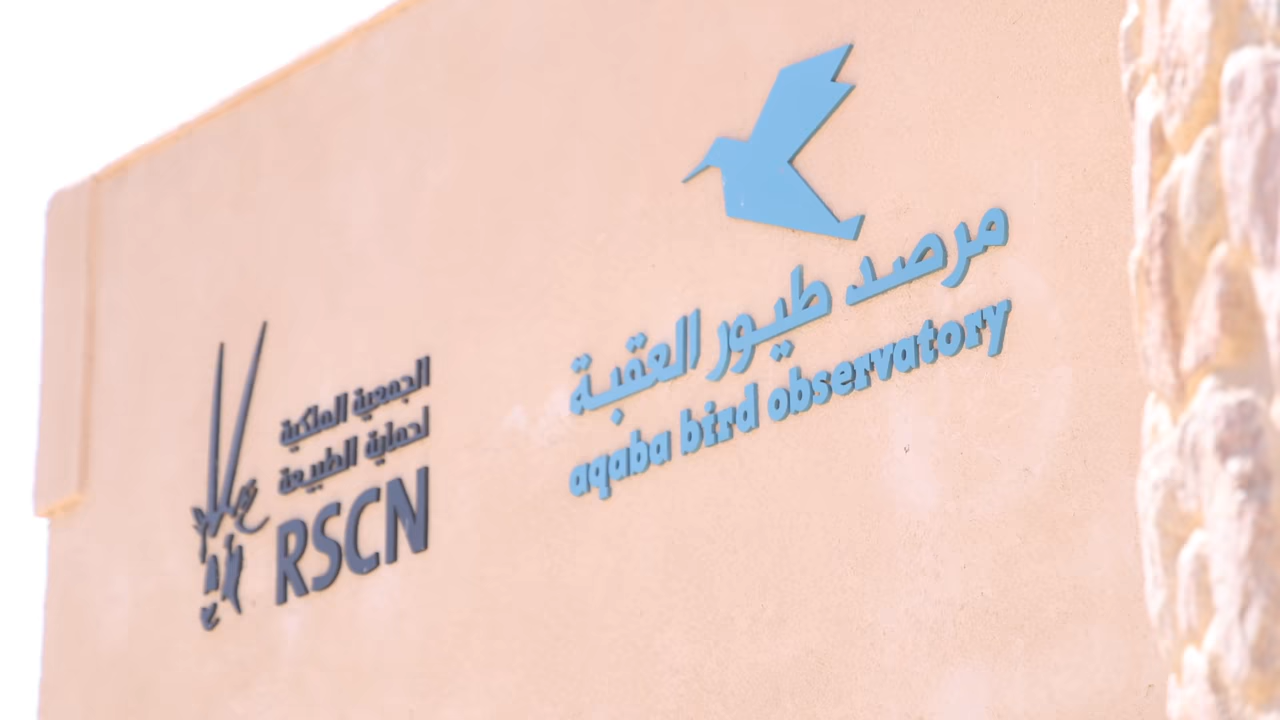 مرصد طيور العقبة
aqaba bird observatory
الجمعية الملكية
لحماية الطبيعة
RSCN